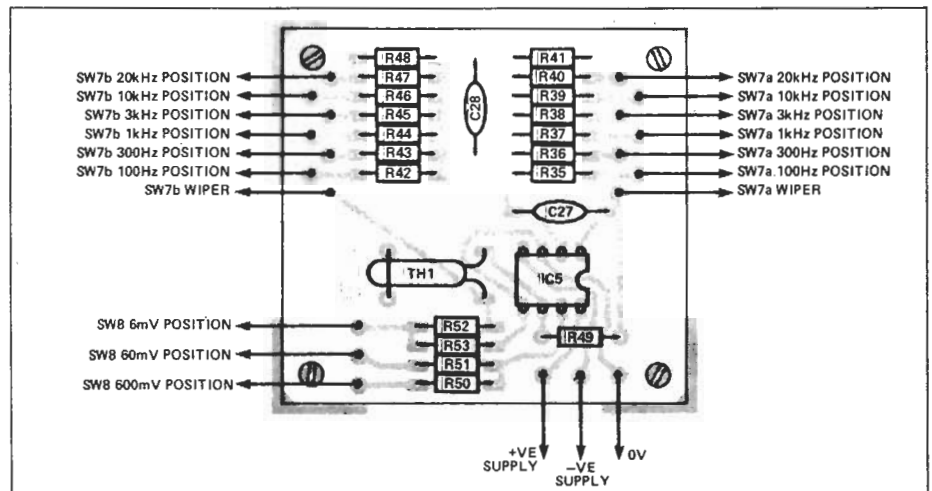 R48
R47
R46
R45
R44
R43
R42
C28
R41
R40
R39
R38
R37
R36
R35
SW7b 20kHz POSITION
SW7b 10kHz POSITION
SW7b 3kHz POSITION
SW7b 1kHz POSITION
SW7b 300Hz POSITION
SW7b 100Hz POSITION
SW7b WIPER
SW7a 20kHz POSITION
SW7a 10kHz POSITION
SW7a 3kHz POSITION
SW7a 1kHz POSITION
SW7a 300Hz POSITION
SW7a 100Hz POSITION
SW7a WIPER
C27
TH1
IC5
SW8 6mV POSITION
SW8 60mV POSITION
SW8 600mV POSITION
R52
R53
R51
R50
R49
+VE
SUPPLY
–VE
SUPPLY
0V